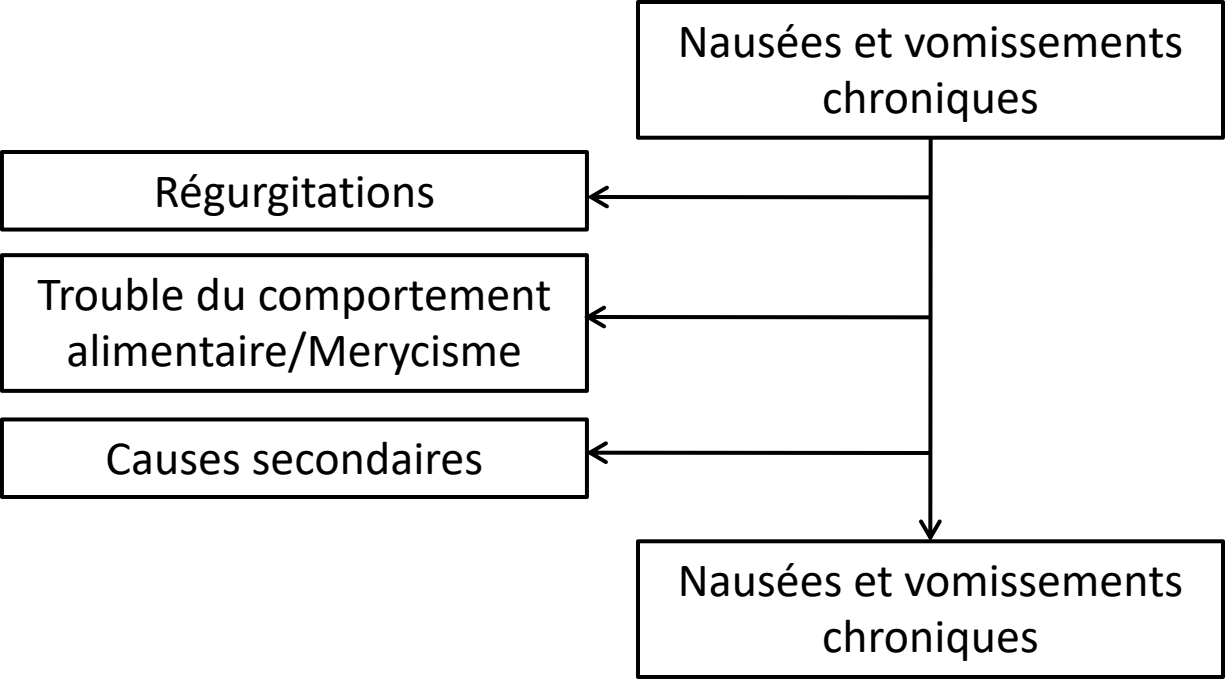 Nausées et vomissements
chroniques
Régurgitations
Trouble du comportement
alimentaire/Merycisme
Causes secondaires
Nausées et vomissements
chroniques